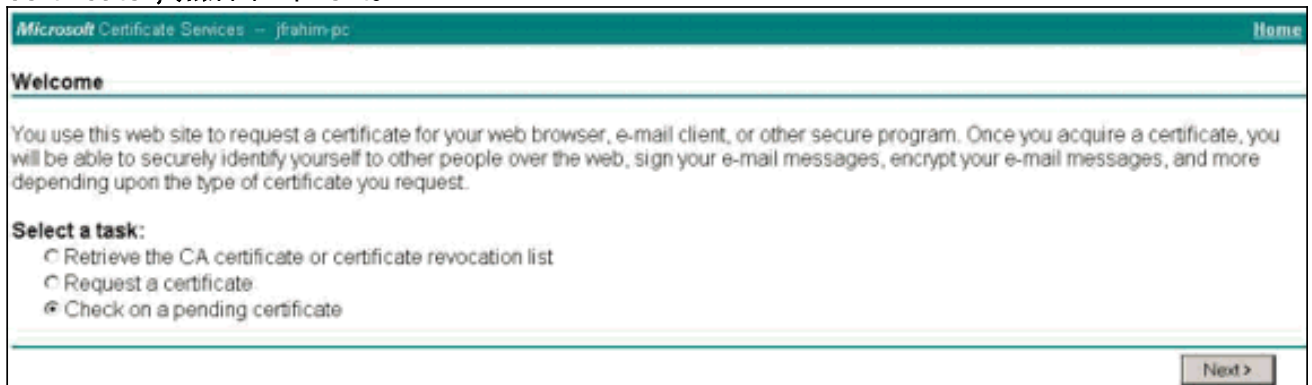 Microsoft Certificate Services -- jfrahim-pc Home
Welcome
You use this web site to request a certificate for your web browser, e-mail client, or other secure program. Once you acquire a certificate, you
will be able to securely identify yourself to other people over the web, sign your e-mail messages, encrypt your e-mail messages, and more
depending upon the type of certificate you request.
Select a task:
Retrieve the CA certificate or certificate revocation list
Request a certificate
Check on a pending certificate
Next >